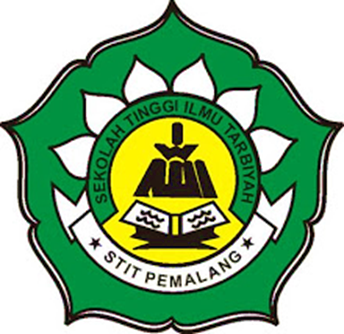 SEKOLAH TINGGI ILMU TARBIYAH
★ STIT PEMALANG ★